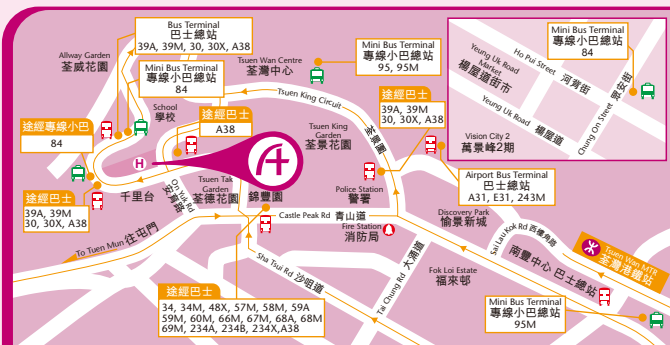 Bus Terminal
巴士總站
39A, 39M, 30, 30X, A38
Allway Garden
荃威花園
Mini Bus Terminal
專線小巴總站
84
School
學校
途經巴士
A38
途經專線小巴
84
途經巴士
39A, 39M
30, 30X, A38
H
千里台
On Yuk Rd
安育路
Tsuen Wan Centre
荃灣中心
Mini Bus Terminal
專線小巴總站
95, 95M
Tsuen King Circuit
荃景圍
Tsuen King
Garden
荃景花園
途經巴士
39A, 39M
30, 30X, A38
Tsuen Tak
Garden
荃德花園
錦豐園
Police Station
警署
Castle Peak Rd 青山道
Fire Station
消防局
To Tuen Mun 往屯門
Sha Tsui Rd 沙咀道
途經巴士
34, 34M, 48X, 57M, 58M, 59A
59M, 60M, 66M, 67M, 68A, 68M
69M, 234A, 234B, 234X,A38
Tai Chung Rd 大涌道
Fok Loi Estate
福來邨
Airport Bus Terminal
巴士總站
A31, E31, 243M
Discovery Park
愉景新城
Sai Lau Kok Rd 西樓角路
南豐中心 巴士總站
Tsuen Wan MTR
荃灣港鐵站
Mini Bus Terminal
專線小巴總站
95M
Yeung Uk Road
Market
楊屋道街市
Ho Pui Street 河背街
Mini Bus Terminal
專線小巴總站
84
Yeung Uk Road
楊屋道
Chung On Street 眾安街
Vision City 2
萬景峰2期